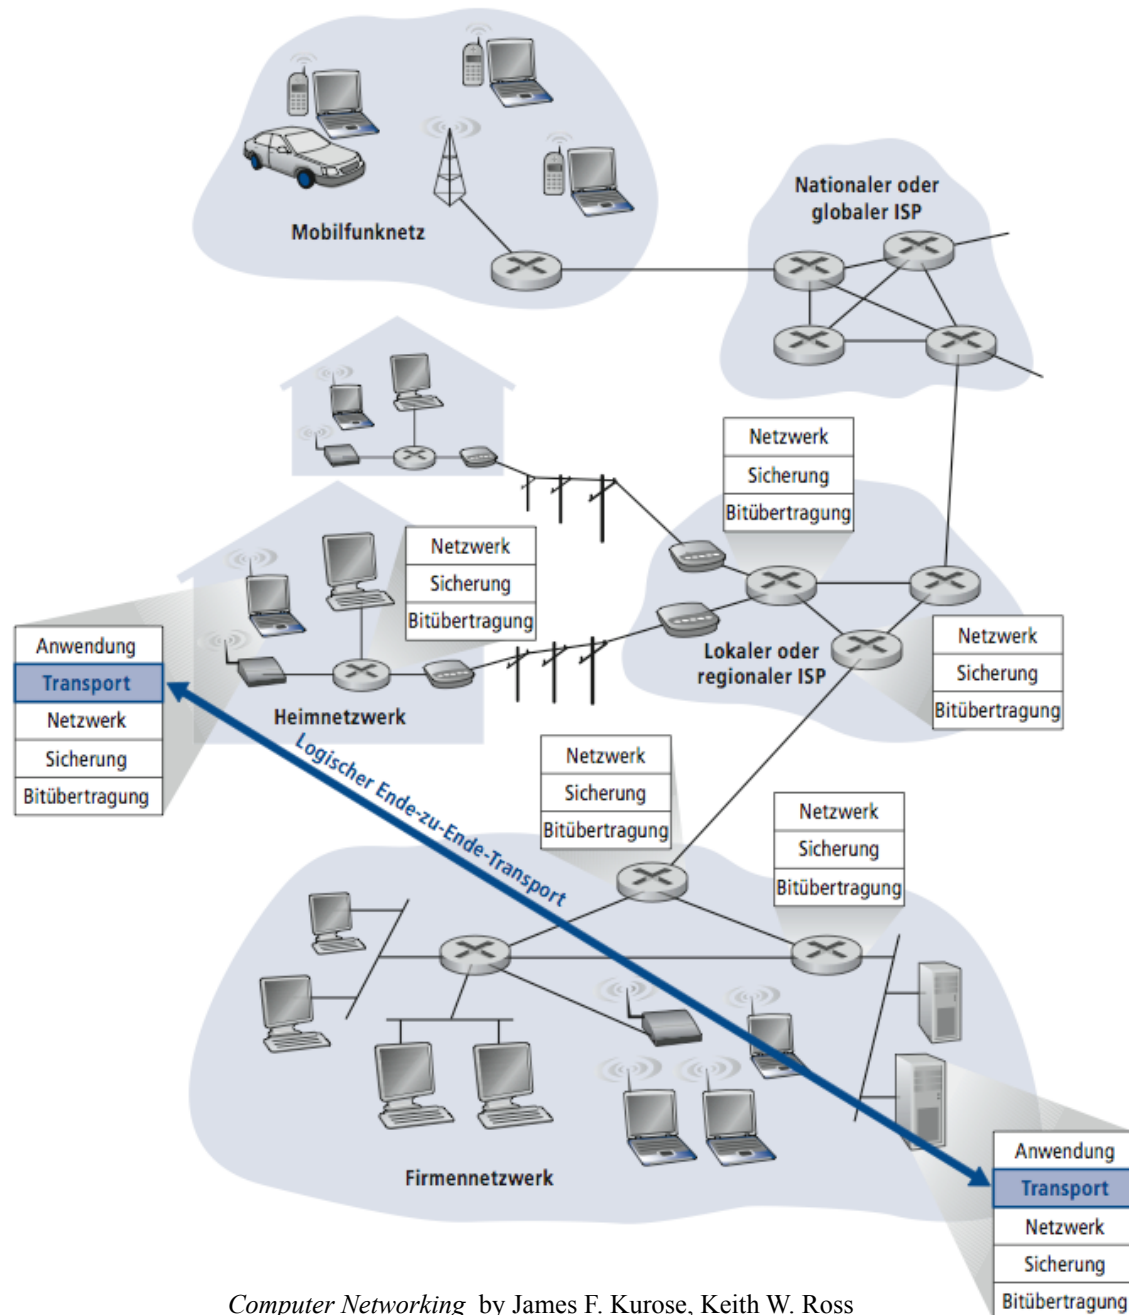 Mobilfunknetz
Nationaler oder
globaler ISP
Netzwerk
Sicherung
Bitübertragung
Netzwerk
Sicherung
Bitübertragung
Anwendung
Transport
Netzwerk
Sicherung
Bitübertragung
Heimnetzwerk
Lokaler oder
regionaler ISP
Netzwerk
Sicherung
Bitübertragung
Logischer Ende-zu-Ende-Transport
Netzwerk
Sicherung
Bitübertragung
Netzwerk
Sicherung
Bitübertragung
Firmennetzwerk
Anwendung
Transport
Netzwerk
Sicherung
Bitübertragung
Computer Networking by James F. Kurose, Keith W. Ross